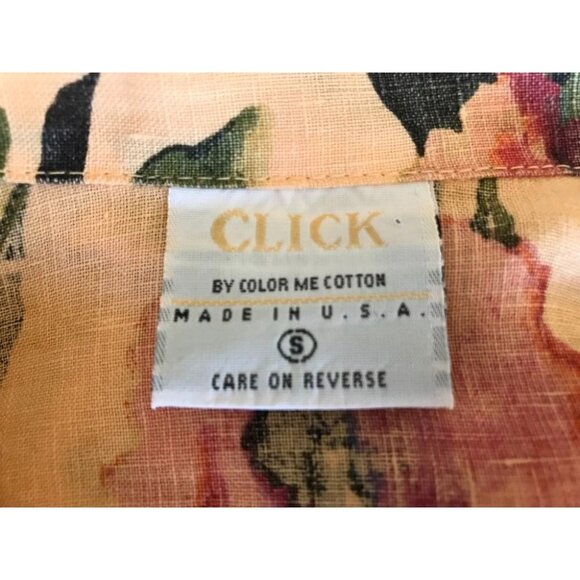 CLICK
BY COLOR ME COTTON
MADE IN U.S.A.
S
CARE ON REVERSE